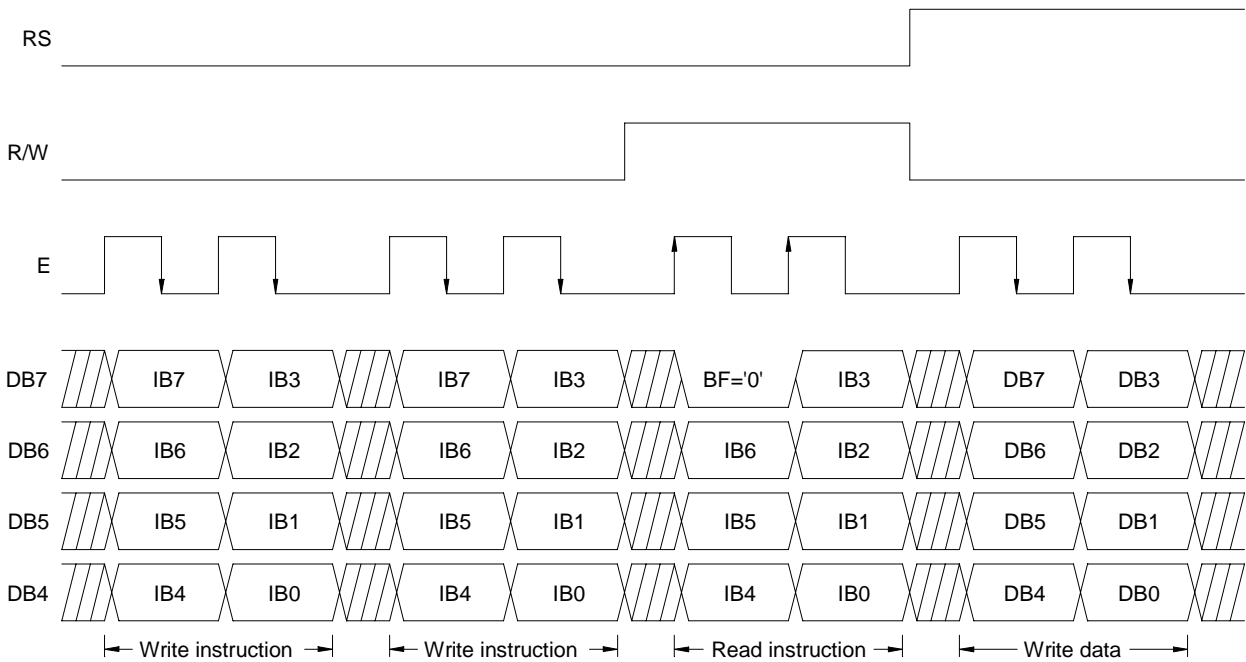 RS
R/W
E
DB7 IB7 IB3 IB7 IB3 BF='0' IB3 DB7 DB3
DB6 IB6 IB2 IB6 IB2 IB6 IB2 DB6 DB2
DB5 IB5 IB1 IB5 IB1 IB5 IB1 DB5 DB1
DB4 IB4 IB0 IB4 IB0 IB4 IB0 DB4 DB0
Write instruction Write instruction Read instruction Write data